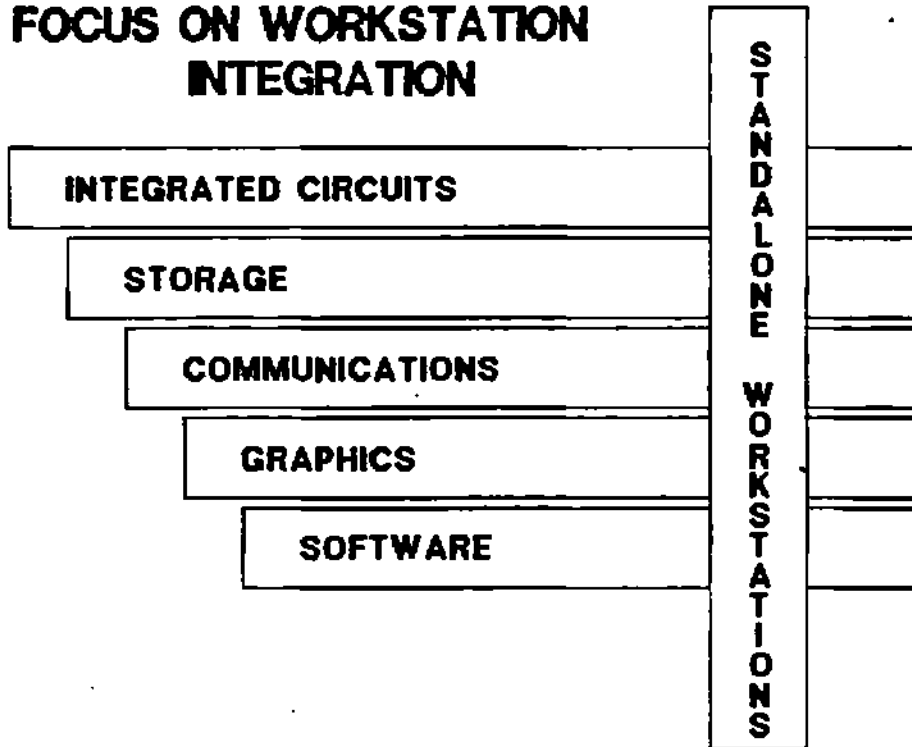 FOCUS ON WORKSTATION
INTEGRATION
INTEGRATED CIRCUITS
STORAGE
COMMUNICATIONS
GRAPHICS
SOFTWARE
STANDALONE WORKSTATIONS